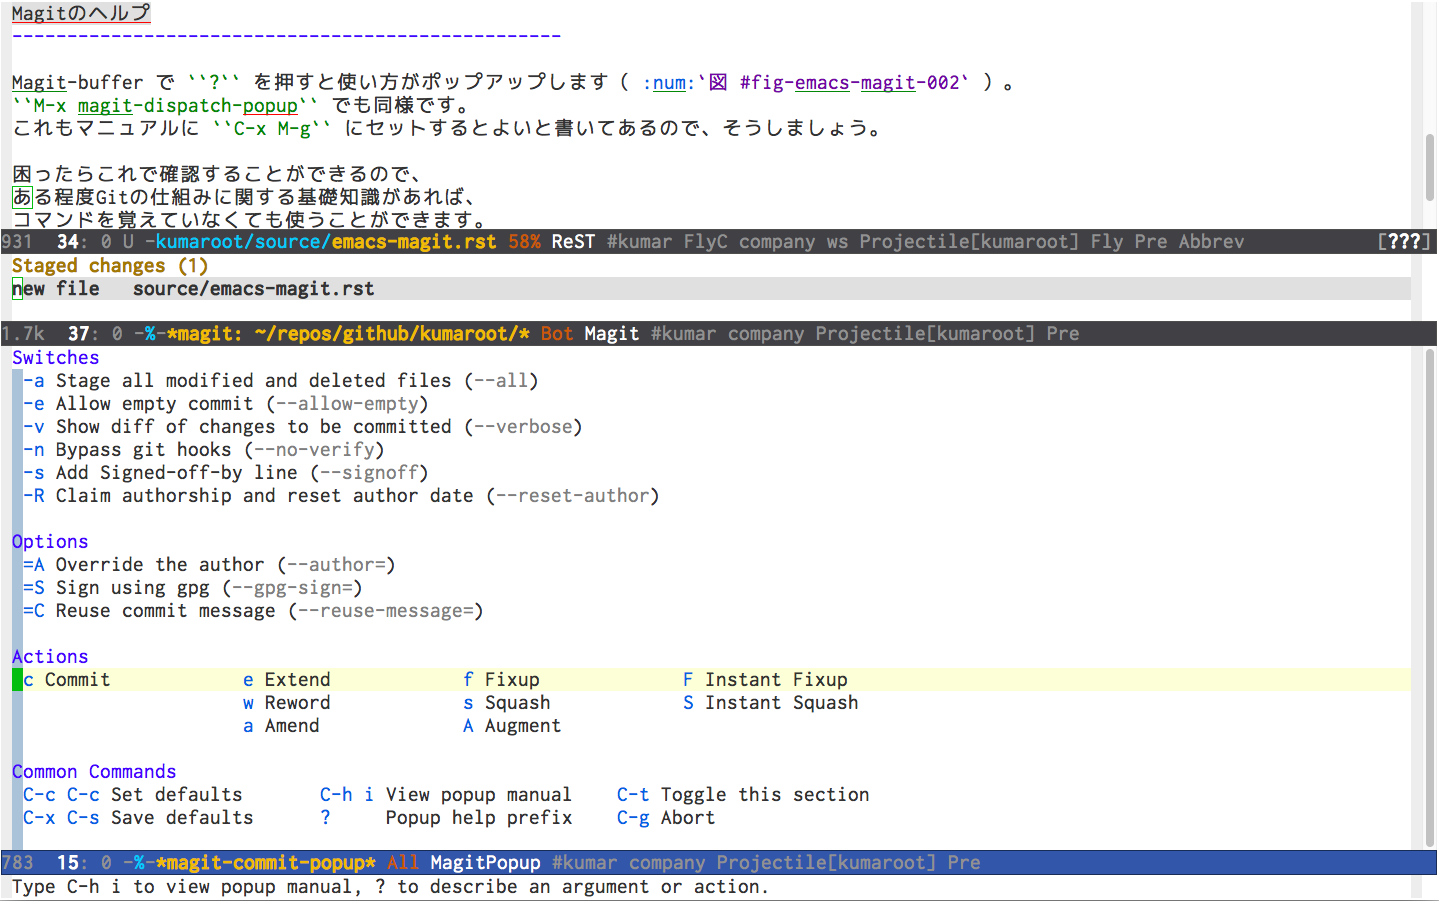 Magitのヘルプ
--------------------------------------------------
Magit-buffer で ``?`` を押すと使い方がポップアップします ( :num:`図 #fig-emacs-magit-002` ) 。
``M-x magit-dispatch-popup`` でも同様です。
これもマニュアルに ``C-x M-g`` にセットするとよいと書いてあるので、そうしましょう。
困ったらこれで確認することができるので、
ある程度Gitの仕組みに関する基礎知識があれば、
コマンドを覚えていなくても使うことができます。
931 34: 0 U -kumaroot/source/emacs-magit.rst 58% ReST #kumar FlyC company ws Projectile[kumaroot] Fly Pre Abbrev [???]
Staged changes (1)
new file source/emacs-magit.rst
1.7k 37: 0 -%-*magit: ~/repos/github/kumaroot/* Bot Magit #kumar company Projectile[kumaroot] Pre
Switches
-a Stage all modified and deleted files (--all)
-e Allow empty commit (--allow-empty)
-v Show diff of changes to be committed (--verbose)
-n Bypass git hooks (--no-verify)
-s Add Signed-off-by line (--signoff)
-R Claim authorship and reset author date (--reset-author)
Options
=A Override the author (--author=)
=S Sign using gpg (--gpg-sign=)
=C Reuse commit message (--reuse-message=)
Actions
c Commit e Extend f Fixup F Instant Fixup
w Reword s Squash S Instant Squash
a Amend A Augment
Common Commands
C-c C-c Set defaults C-h i View popup manual C-t Toggle this section
C-x C-s Save defaults ? Popup help prefix C-g Abort
783 15: 0 -%-*magit-commit-popup* All MagitPopup #kumar company Projectile[kumaroot] Pre
Type C-h i to view popup manual, ? to describe an argument or action.